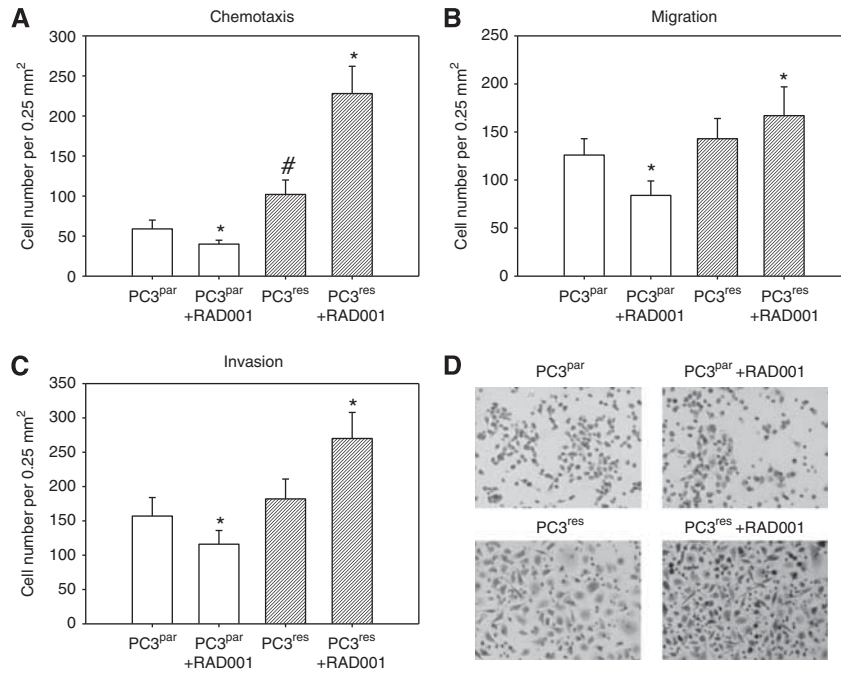 A
Chemotaxis
Cell number per 0.25 mm²
300
250
200
150
100
50
0
*
#
*
PC3ᵖᵃʳ
PC3ᵖᵃʳ
+RAD001
PC3ʳᵉˢ
PC3ʳᵉˢ
+RAD001
B
Migration
Cell number per 0.25 mm²
250
200
150
100
50
0
*
*
PC3ᵖᵃʳ
PC3ᵖᵃʳ
+RAD001
PC3ʳᵉˢ
PC3ʳᵉˢ
+RAD001
C
Invasion
Cell number per 0.25 mm²
350
300
250
200
150
100
50
0
*
*
PC3ᵖᵃʳ
PC3ᵖᵃʳ
+RAD001
PC3ʳᵉˢ
PC3ʳᵉˢ
+RAD001
D
PC3ᵖᵃʳ
PC3ᵖᵃʳ +RAD001
PC3ʳᵉˢ
PC3ʳᵉˢ +RAD001